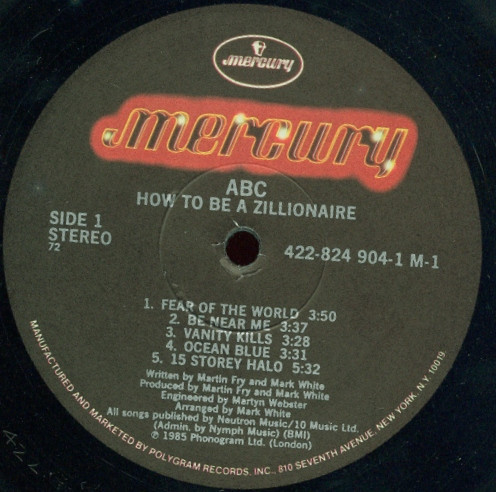 mercury
mercury
ABC
HOW TO BE A ZILLIONAIRE
SIDE 1
STEREO
72
422-824 904-1 M-1
1. FEAR OF THE WORLD 3:50
2. BE NEAR ME 3:37
3. VANITY KILLS 3:28
4. OCEAN BLUE 3:31
5. 15 STOREY HALO 5:32
Written by Martin Fry and Mark White
Produced by Martin Fry and Mark White
Engineered by Martyn Webster
Arranged by Mark White
All songs published by Neutron Music/10 Music Ltd.
(Admin. by Nymph Music) (BMI)
℗ 1985 Phonogram Ltd. (London)
MANUFACTURED AND MARKETED BY POLYGRAM RECORDS, INC., 810 SEVENTH AVENUE, NEW YORK, N.Y. 10019.